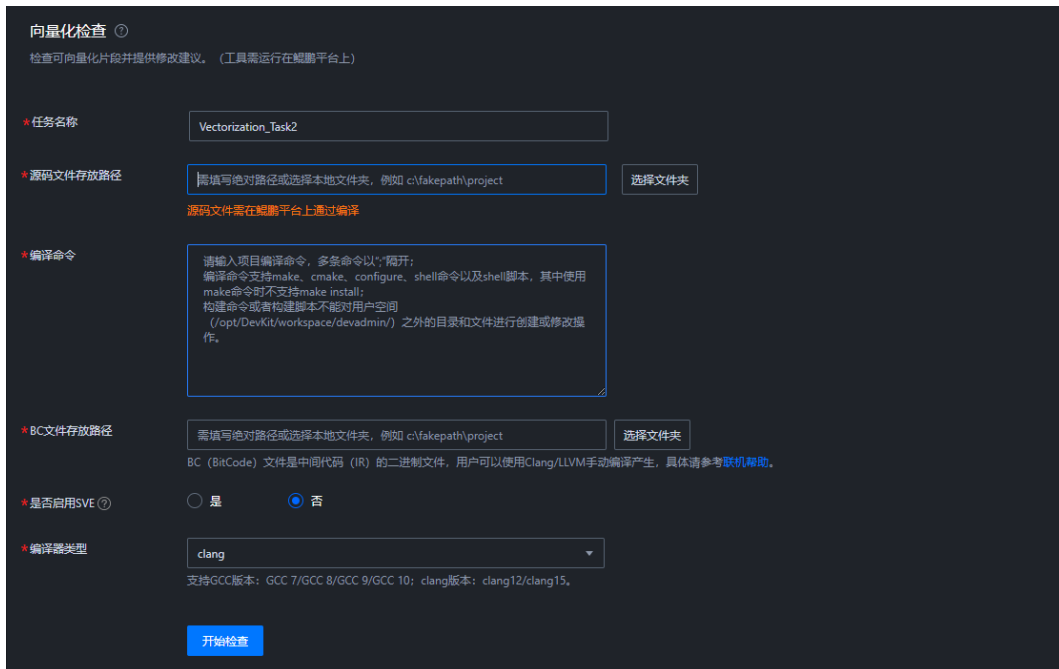 向量化检查
检查可向量化片段并提供修改建议。（工具需运行在鲲鹏平台上）
*任务名称
Vectorization_Task2
*源码文件存放路径
需填写绝对路径或选择本地文件夹，例如 c:\fakepath\project
选择文件夹
源码文件需在鲲鹏平台上通过编译
*编译命令
请输入项目编译命令，多条命令以";"隔开；
编译命令支持make、cmake、configure、shell命令以及shell脚本，其中使用
make命令时不支持make install；
构建命令或者构建脚本不能对用户空间
（/opt/DevKit/workspace/devadmin/）之外的目录和文件进行创建或修改操
作。
*BC文件存放路径
需填写绝对路径或选择本地文件夹，例如 c:\fakepath\project
选择文件夹
BC（BitCode）文件是中间代码（IR）的二进制文件，用户可以使用Clang/LLVM手动编译产生，具体请参考联机帮助。
*是否启用SVE
是
否
*编译器类型
clang
支持GCC版本：GCC 7/GCC 8/GCC 9/GCC 10；clang版本：clang12/clang15。
开始检查